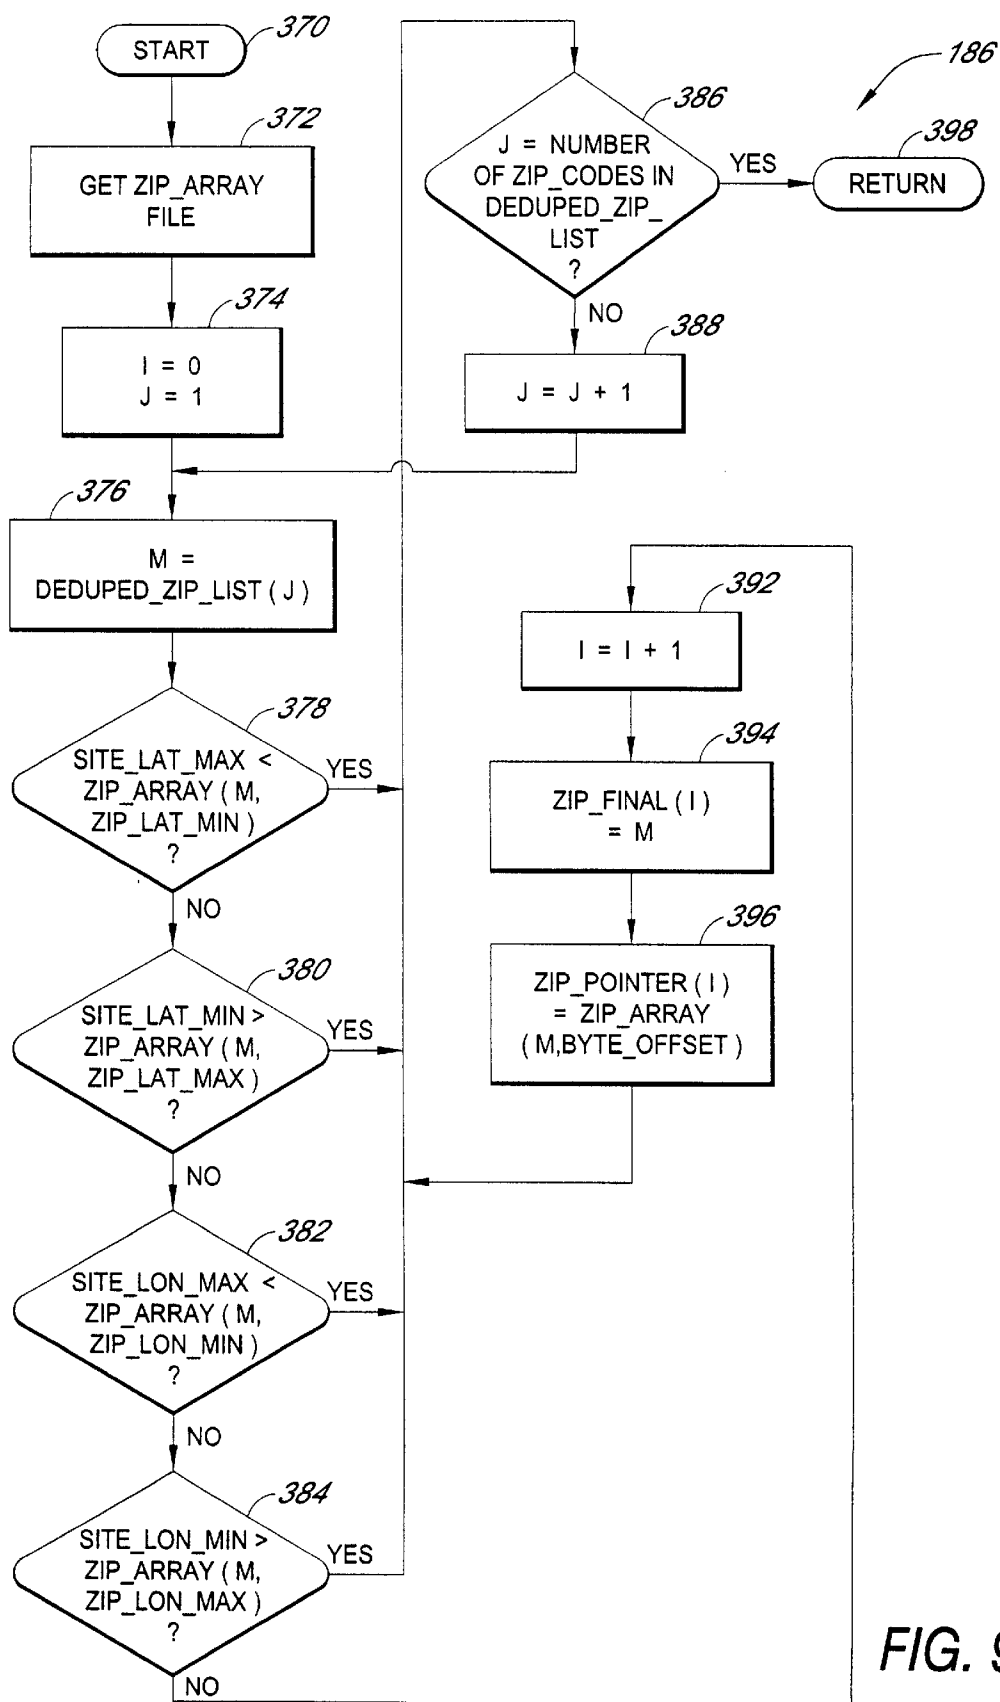 START
370
372
GET ZIP_ARRAY
FILE
374
I = 0
J = 1
376
M =
DEDUPED_ZIP_LIST ( J )
378
SITE_LAT_MAX <
ZIP_ARRAY ( M,
ZIP_LAT_MIN )
?
YES
NO
380
SITE_LAT_MIN >
ZIP_ARRAY ( M,
ZIP_LAT_MAX )
?
YES
NO
382
SITE_LON_MAX <
ZIP_ARRAY ( M,
ZIP_LON_MIN )
?
YES
NO
384
SITE_LON_MIN >
ZIP_ARRAY ( M,
ZIP_LON_MAX )
?
YES
NO
386
J = NUMBER
OF ZIP_CODES IN
DEDUPED_ZIP_
LIST
?
YES
NO
388
J = J + 1
186
398
RETURN
392
I = I + 1
394
ZIP_FINAL ( I )
= M
396
ZIP_POINTER ( I )
= ZIP_ARRAY
( M,BYTE_OFFSET )
FIG. 9